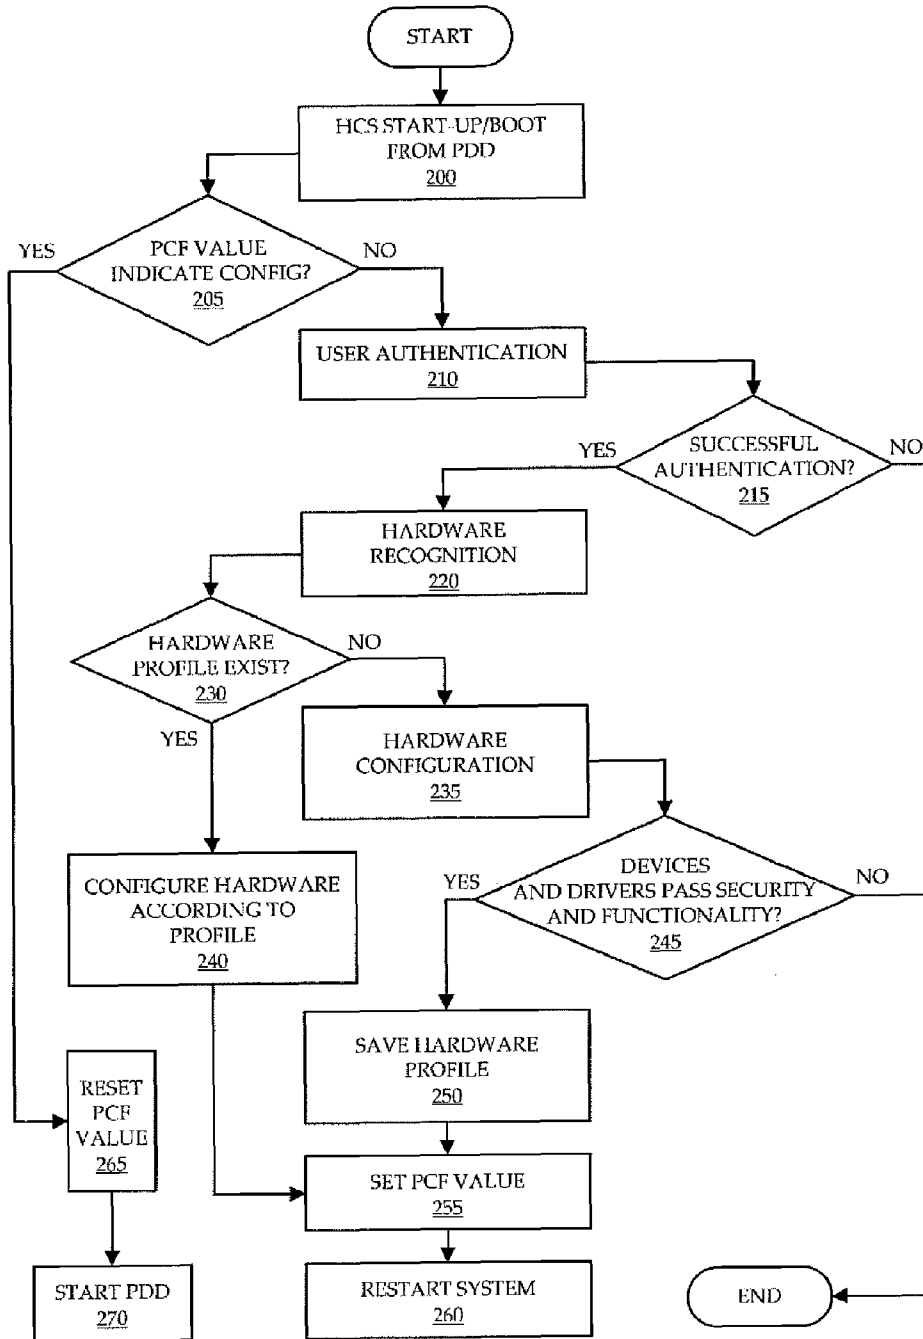 START
HCS START-UP/BOOT
FROM PDD
200
YES
PCF VALUE
INDICATE CONFIG?
205
NO
USER AUTHENTICATION
210
YES
SUCCESSFUL
AUTHENTICATION?
215
NO
HARDWARE
RECOGNITION
220
HARDWARE
PROFILE EXIST?
230
NO
YES
HARDWARE
CONFIGURATION
235
CONFIGURE HARDWARE
ACCORDING TO
PROFILE
240
YES
DEVICES
AND DRIVERS PASS SECURITY
AND FUNCTIONALITY?
245
NO
SAVE HARDWARE
PROFILE
250
RESET
PCF
VALUE
265
SET PCF VALUE
255
START PDD
270
RESTART SYSTEM
260
END